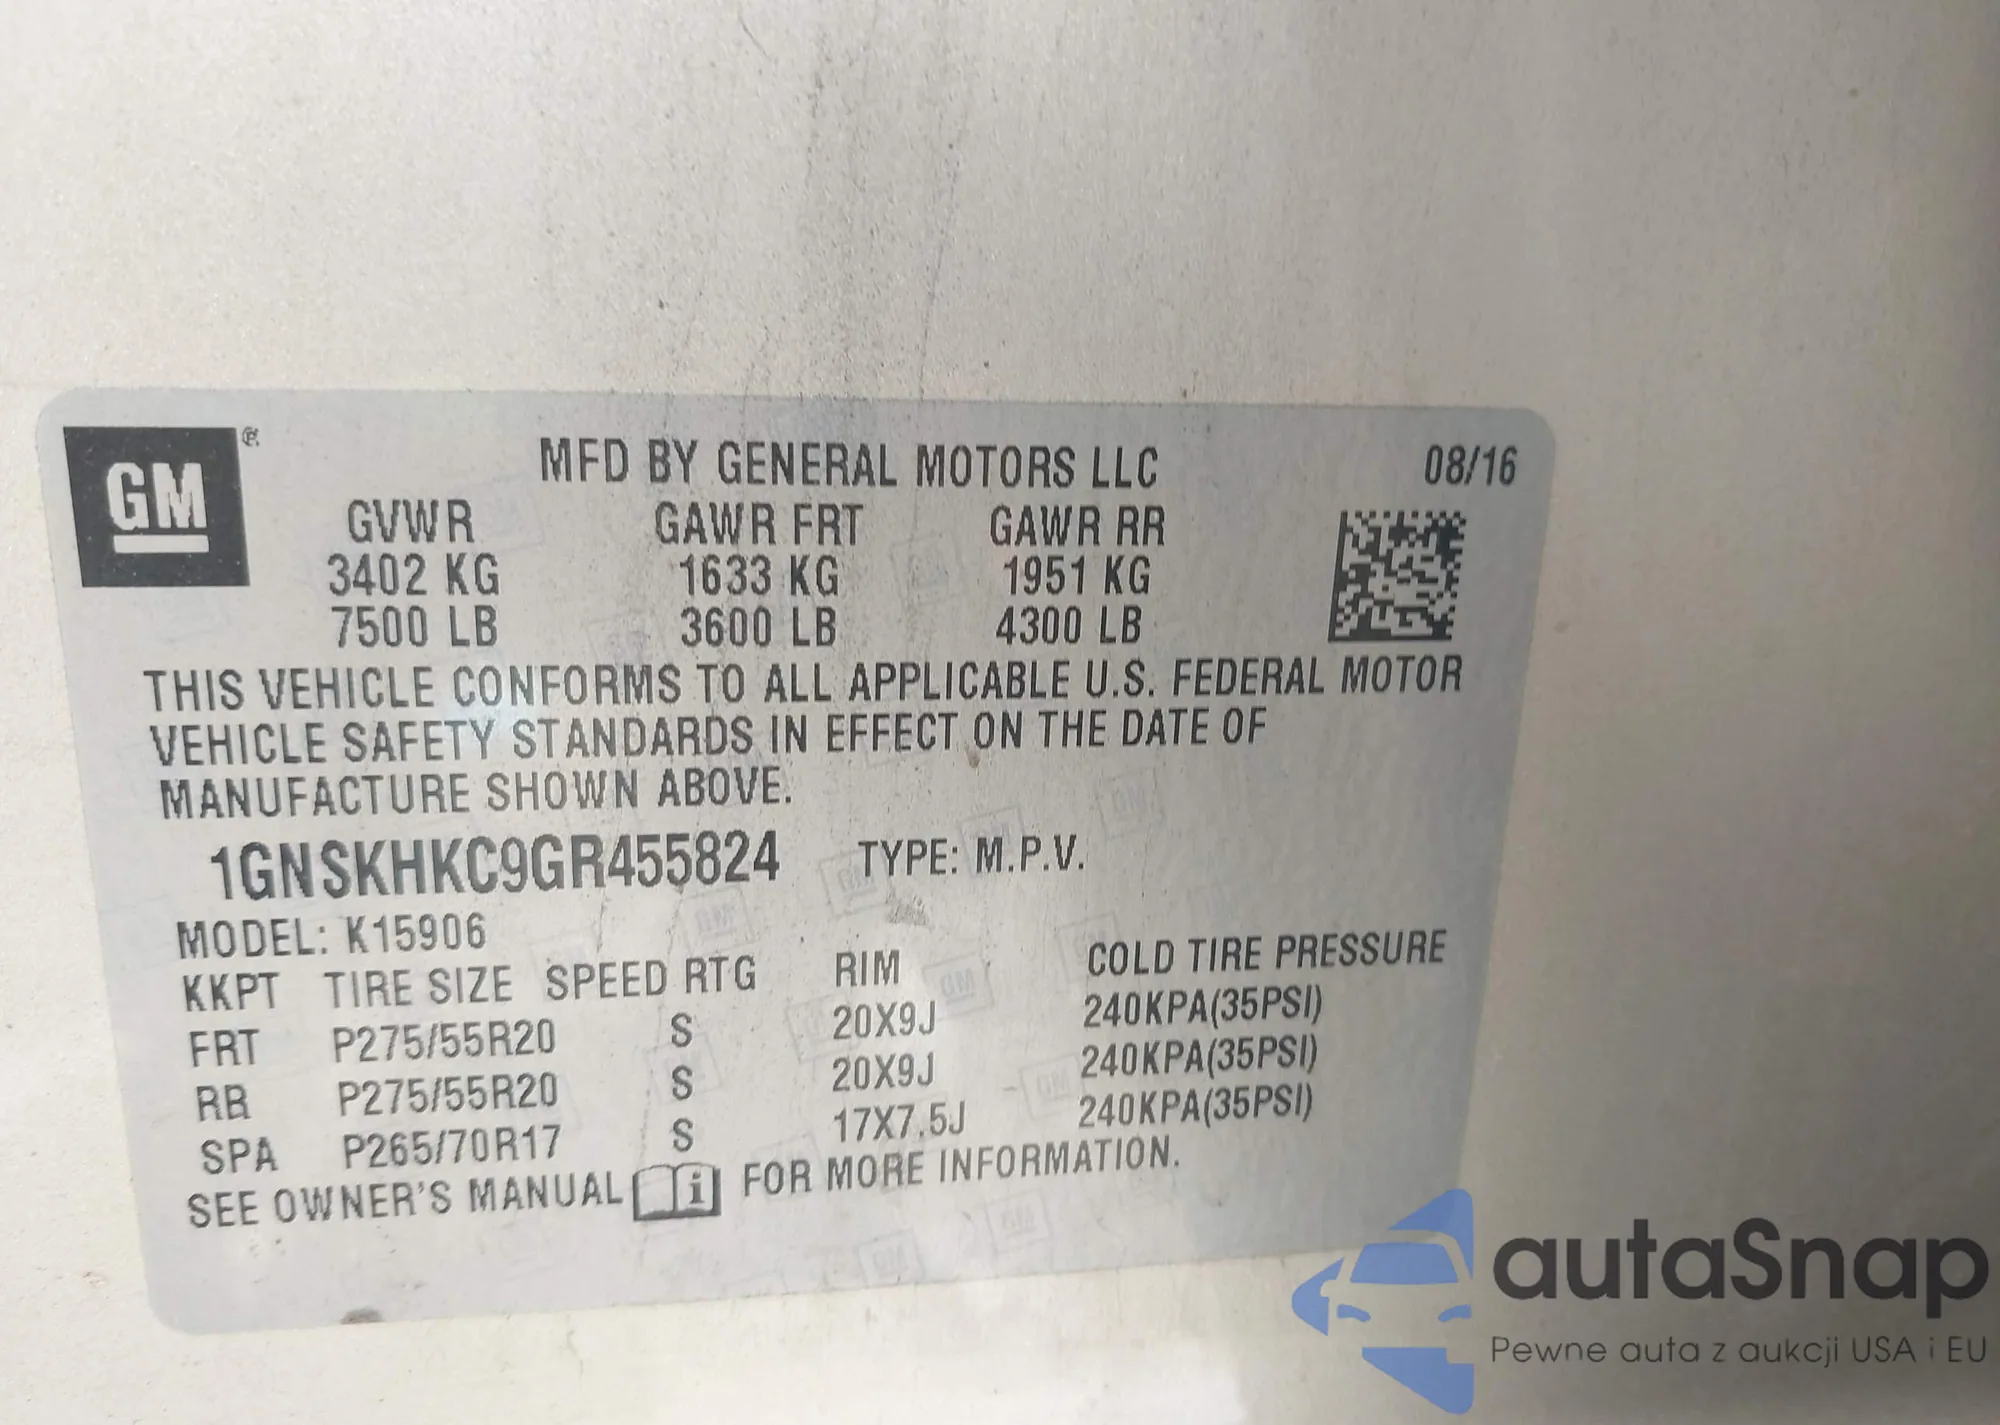 GM
MFD BY GENERAL MOTORS LLC 08/16
GVWR GAWR FRT GAWR RR
3402 KG 1633 KG 1951 KG
7500 LB 3600 LB 4300 LB
THIS VEHICLE CONFORMS TO ALL APPLICABLE U.S. FEDERAL MOTOR
VEHICLE SAFETY STANDARDS IN EFFECT ON THE DATE OF
MANUFACTURE SHOWN ABOVE.
1GNSKHKC9GR455824 TYPE: M.P.V.
MODEL: K15906
KKPT TIRE SIZE SPEED RTG RIM COLD TIRE PRESSURE
FRT P275/55R20 S 20X9J 240KPA(35PSI)
RR P275/55R20 S 20X9J 240KPA(35PSI)
SPA P265/70R17 S 17X7.5J 240KPA(35PSI)
SEE OWNER'S MANUAL i FOR MORE INFORMATION.
autaSnap
Pewne auta z aukcji USA i EU